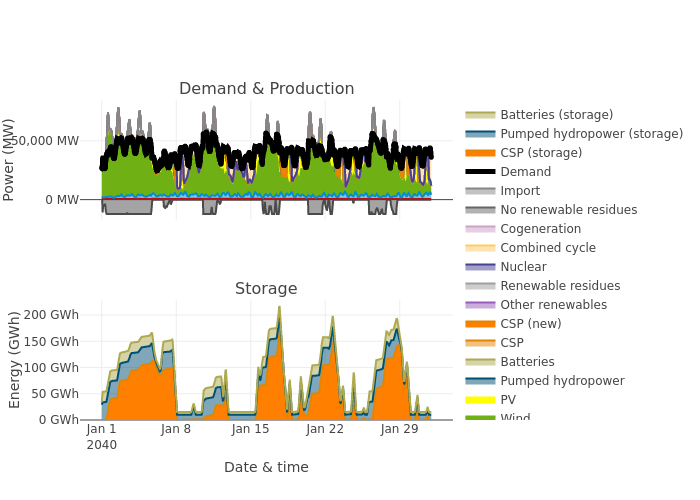 Demand & Production
Power (MW)
50,000 MW
0 MW
Storage
Energy (GWh)
200 GWh
150 GWh
100 GWh
50 GWh
0 GWh
Jan 1
2040
Jan 8
Jan 15
Jan 22
Jan 29
Date & time
Batteries (storage)
Pumped hydropower (storage)
CSP (storage)
Demand
Import
No renewable residues
Cogeneration
Combined cycle
Nuclear
Renewable residues
Other renewables
CSP (new)
CSP
Batteries
Pumped hydropower
PV
Wind